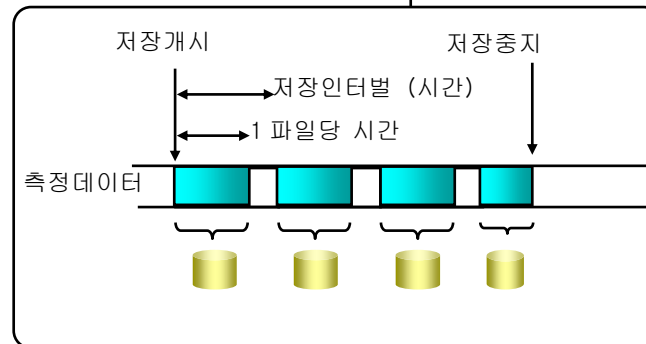 저장개시
저장중지
저장인터벌 (시간)
1 파일당 시간
측정데이터